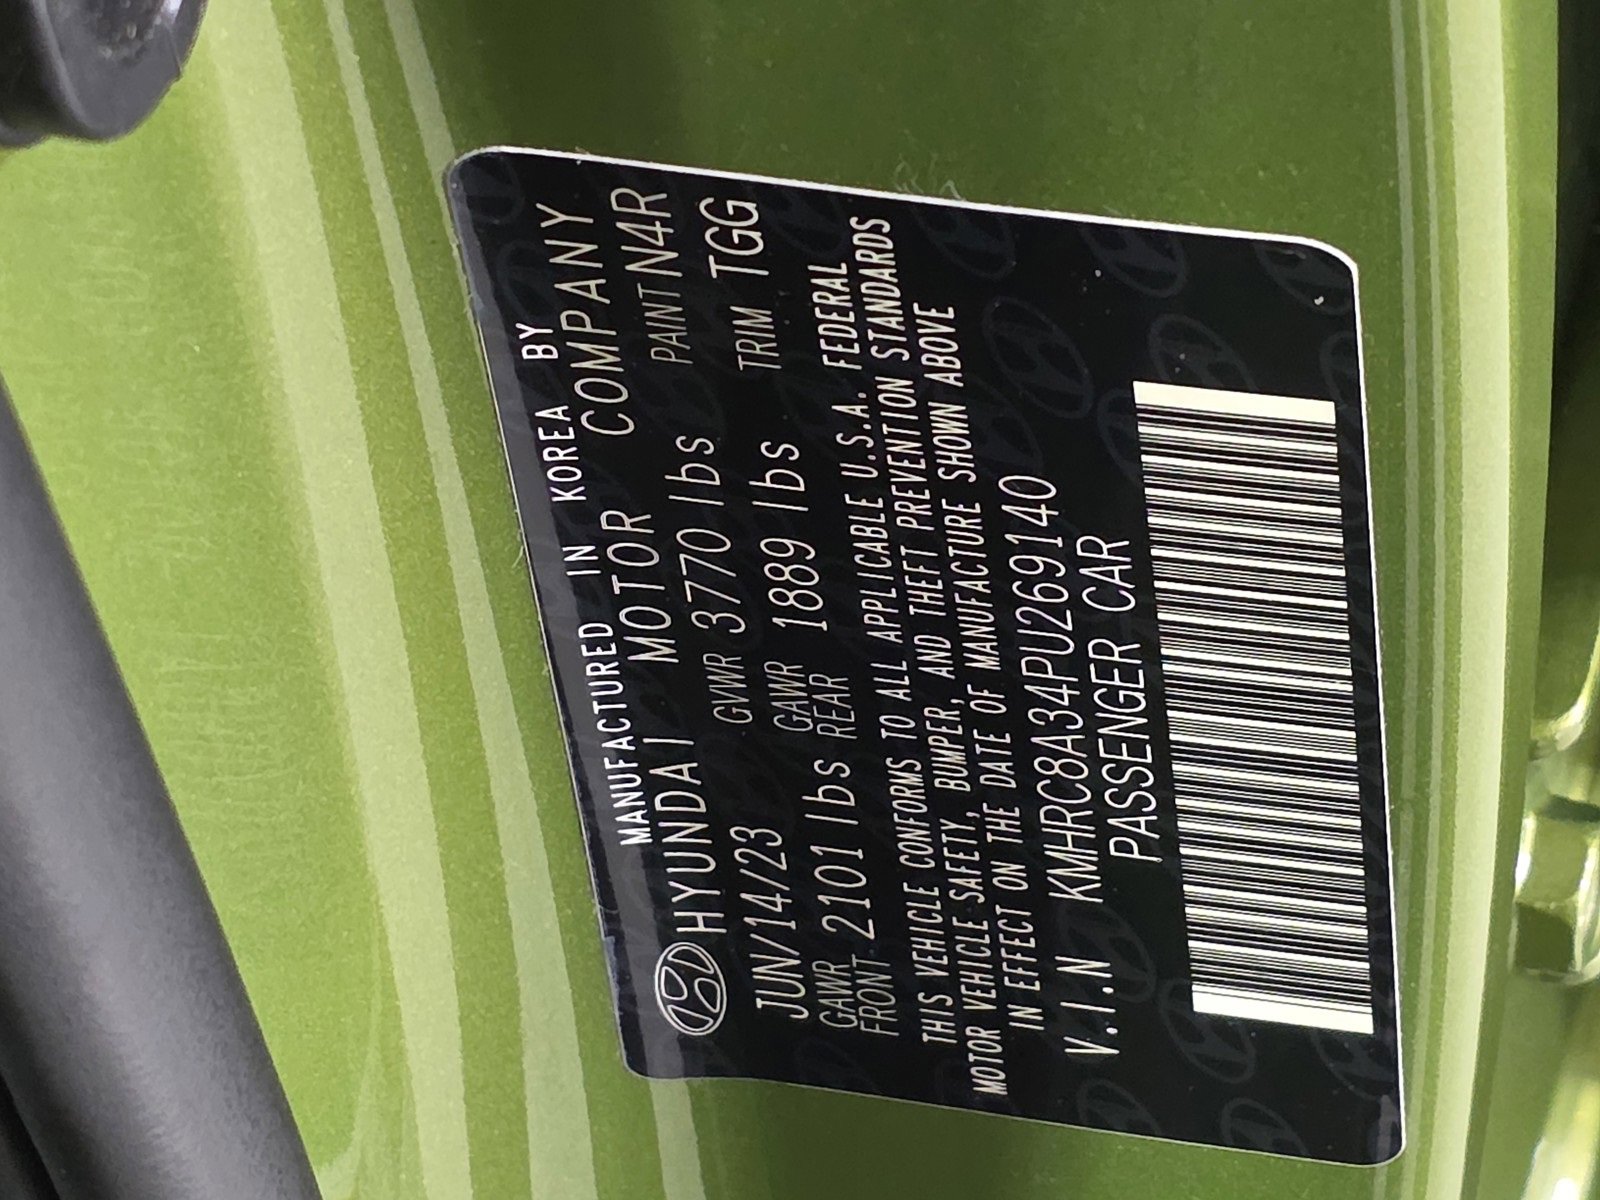 MANUFACTURED IN KOREA BY
HYUNDAI MOTOR COMPANY
JUN/14/23 GVWR 3770 lbs PAINT N4R
GAWR FRONT 2101 lbs GAWR REAR 1889 lbs TRIM TGG
THIS VEHICLE CONFORMS TO ALL APPLICABLE U.S.A. FEDERAL
MOTOR VEHICLE SAFETY, BUMPER, AND THEFT PREVENTION STANDARDS
IN EFFECT ON THE DATE OF MANUFACTURE SHOWN ABOVE
V.I.N KMHRC8A34PU269140
PASSENGER CAR